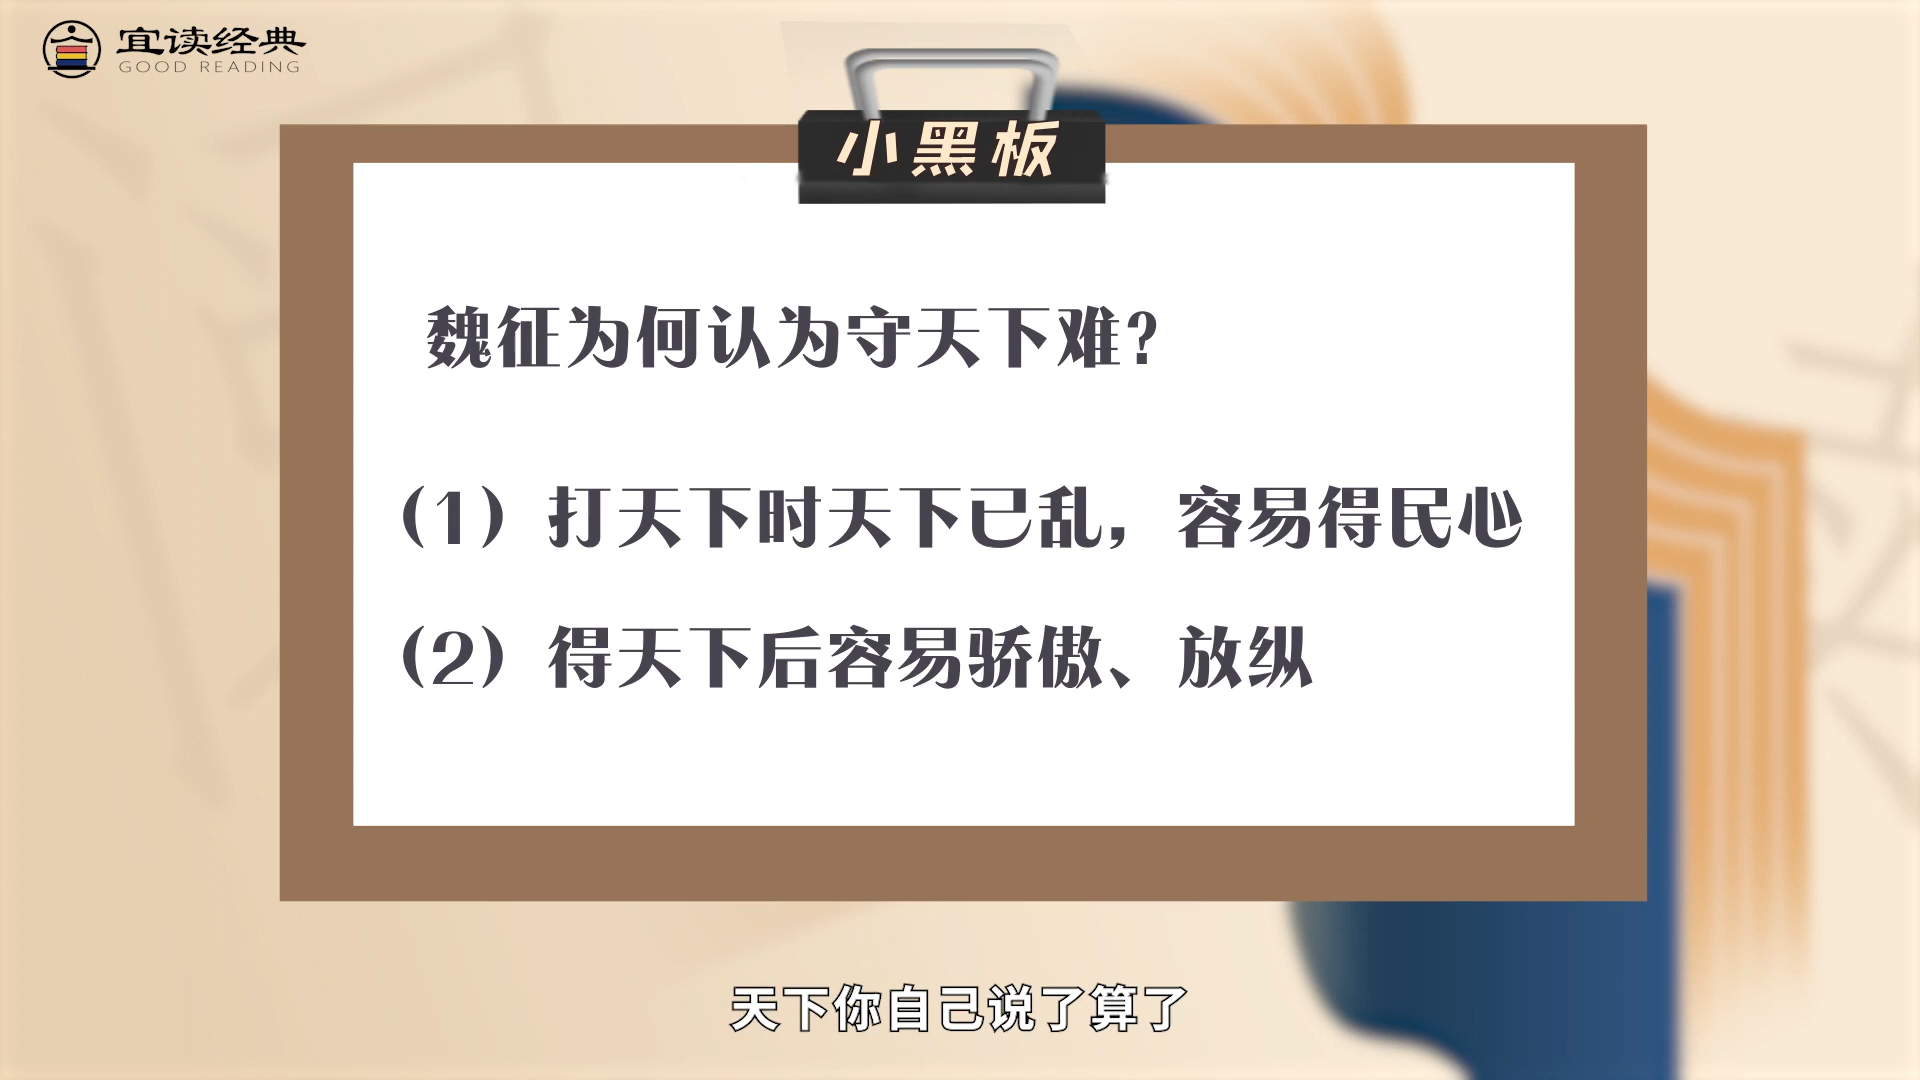 宜读经典
GOOD READING
小黑板
魏征为何认为守天下难？
（1）打天下时天下已乱，容易得民心
（2）得天下后容易骄傲、放纵
天下你自己说了算了